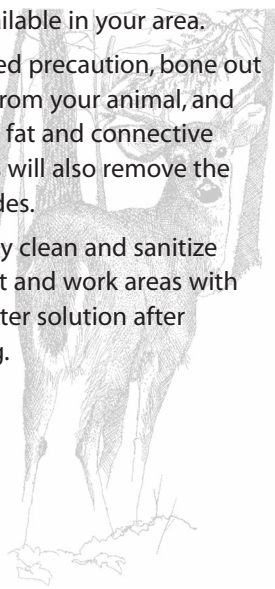 ilable in your area.
ed precaution, bone out
from your animal, and
fat and connective
will also remove the
des.
y clean and sanitize
t and work areas with
ter solution after
g.